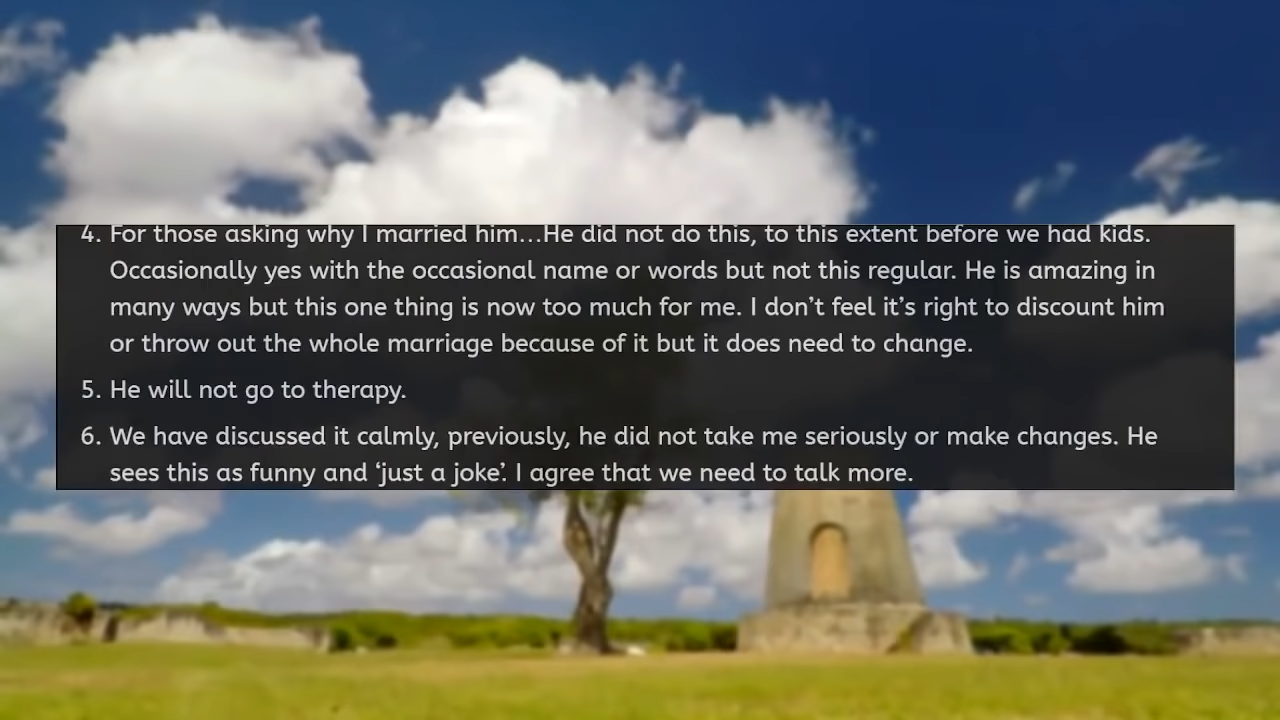 4. For those asking why I married him...He did not do this, to this extent before we had kids.
Occasionally yes with the occasional name or words but not this regular. He is amazing in
many ways but this one thing is now too much for me. I don’t feel it’s right to discount him
or throw out the whole marriage because of it but it does need to change.
5. He will not go to therapy.
6. We have discussed it calmly, previously, he did not take me seriously or make changes. He
sees this as funny and ‘just a joke’. I agree that we need to talk more.